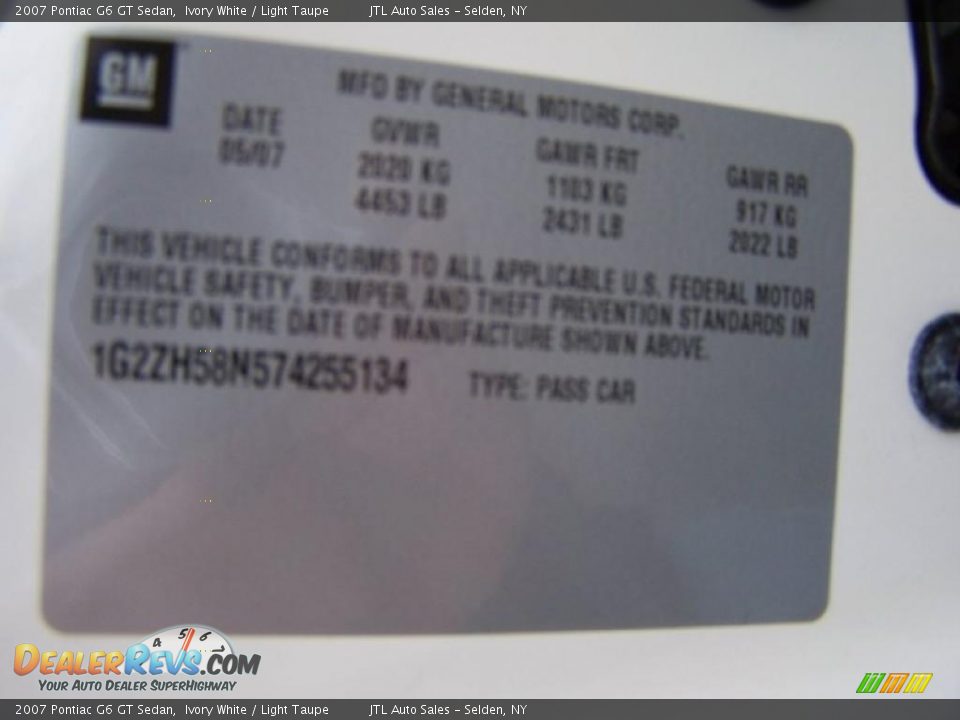 2007 Pontiac G6 GT Sedan, Ivory White / Light Taupe JTL Auto Sales - Selden, NY
GM
MFD BY GENERAL MOTORS CORP.
DATE GVWR GAWR FRT GAWR RR
05/07 2020 KG 1103 KG 917 KG
4453 LB 2431 LB 2022 LB
THIS VEHICLE CONFORMS TO ALL APPLICABLE U.S. FEDERAL MOTOR
VEHICLE SAFETY, BUMPER, AND THEFT PREVENTION STANDARDS IN
EFFECT ON THE DATE OF MANUFACTURE SHOWN ABOVE.
1G2ZH58N574255134 TYPE: PASS CAR
4 5 6 7
DEALERREVS.COM
YOUR AUTO DEALER SUPERHIGHWAY
2007 Pontiac G6 GT Sedan, Ivory White / Light Taupe JTL Auto Sales - Selden, NY